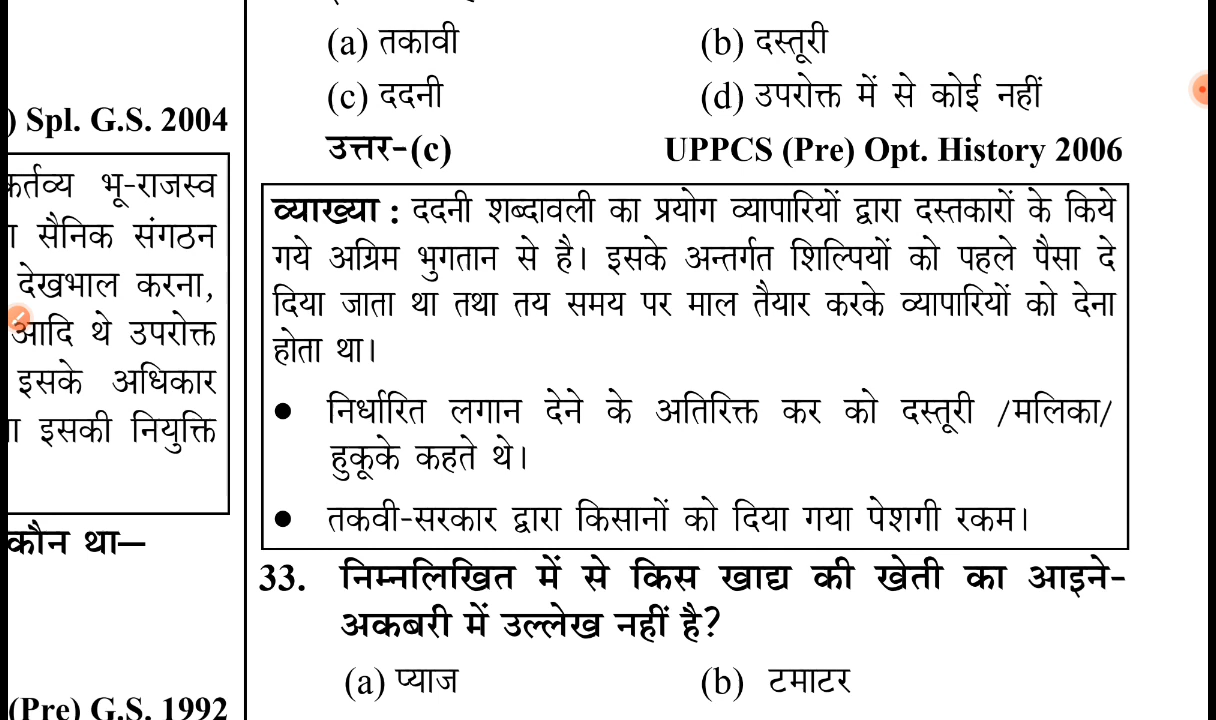 ) Spl. G.S. 2004
कर्तव्य भू-राजस्व
सैनिक संगठन
देखभाल करना,
आदि थे उपरोक्त
इसके अधिकार
इसकी नियुक्ति
कौन था—
(Pre) G.S. 1992
(a) तकावी (b) दस्तूरी
(c) ददनी (d) उपरोक्त में से कोई नहीं
उत्तर-(c) UPPCS (Pre) Opt. History 2006
व्याख्या : ददनी शब्दावली का प्रयोग व्यापारियों द्वारा दस्तकारों के किये
गये अग्रिम भुगतान से है। इसके अन्तर्गत शिल्पियों को पहले पैसा दे
दिया जाता था तथा तय समय पर माल तैयार करके व्यापारियों को देना
होता था।
● निर्धारित लगान देने के अतिरिक्त कर को दस्तूरी /मलिका/
हुकूके कहते थे।
● तकवी-सरकार द्वारा किसानों को दिया गया पेशगी रकम।
33. निम्नलिखित में से किस खाद्य की खेती का आइने-
अकबरी में उल्लेख नहीं है?
(a) प्याज (b) टमाटर